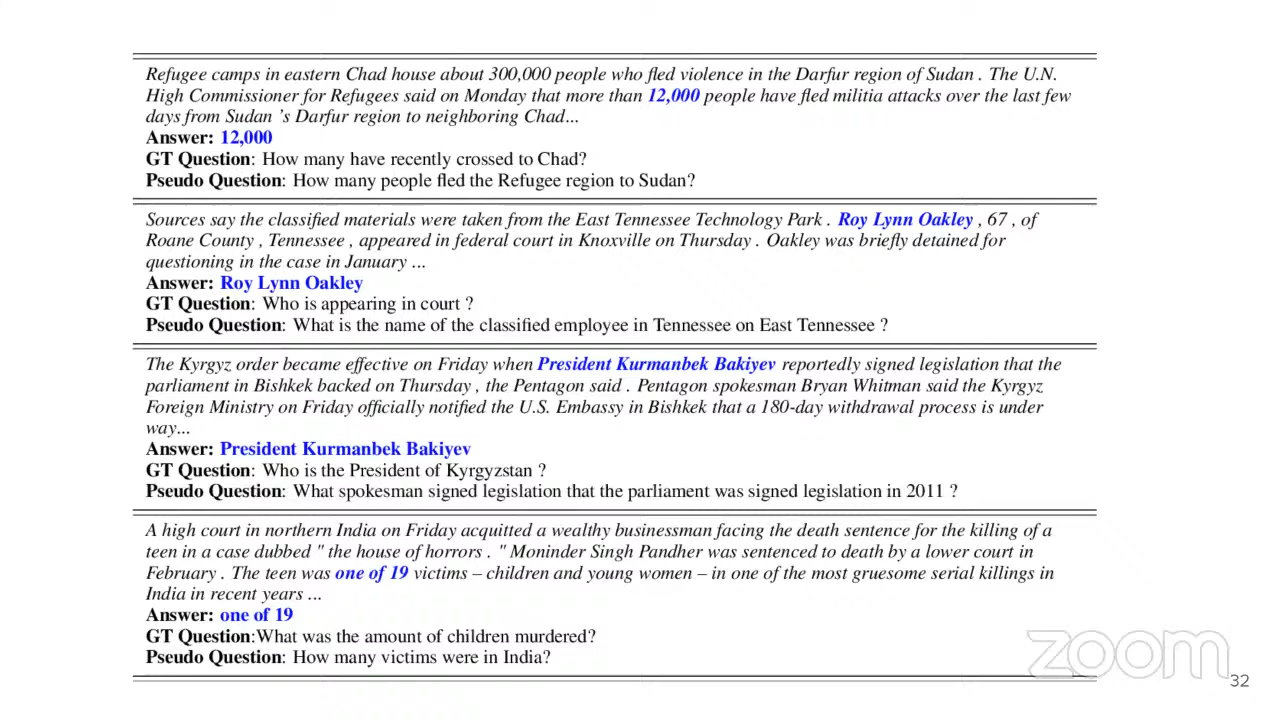 Refugee camps in eastern Chad house about 300,000 people who fled violence in the Darfur region of Sudan . The U.N.
High Commissioner for Refugees said on Monday that more than 12,000 people have fled militia attacks over the last few
days from Sudan 's Darfur region to neighboring Chad...
Answer: 12,000
GT Question: How many have recently crossed to Chad?
Pseudo Question: How many people fled the Refugee region to Sudan?
Sources say the classified materials were taken from the East Tennessee Technology Park . Roy Lynn Oakley , 67 , of
Roane County , Tennessee , appeared in federal court in Knoxville on Thursday . Oakley was briefly detained for
questioning in the case in January ...
Answer: Roy Lynn Oakley
GT Question: Who is appearing in court ?
Pseudo Question: What is the name of the classified employee in Tennessee on East Tennessee ?
The Kyrgyz order became effective on Friday when President Kurmanbek Bakiyev reportedly signed legislation that the
parliament in Bishkek backed on Thursday , the Pentagon said . Pentagon spokesman Bryan Whitman said the Kyrgyz
Foreign Ministry on Friday officially notified the U.S. Embassy in Bishkek that a 180-day withdrawal process is under
way...
Answer: President Kurmanbek Bakiyev
GT Question: Who is the President of Kyrgyzstan ?
Pseudo Question: What spokesman signed legislation that the parliament was signed legislation in 2011 ?
A high court in northern India on Friday acquitted a wealthy businessman facing the death sentence for the killing of a
teen in a case dubbed " the house of horrors . " Moninder Singh Pandher was sentenced to death by a lower court in
February . The teen was one of 19 victims – children and young women – in one of the most gruesome serial killings in
India in recent years ...
Answer: one of 19
GT Question:What was the amount of children murdered?
Pseudo Question: How many victims were in India?
zoom
32